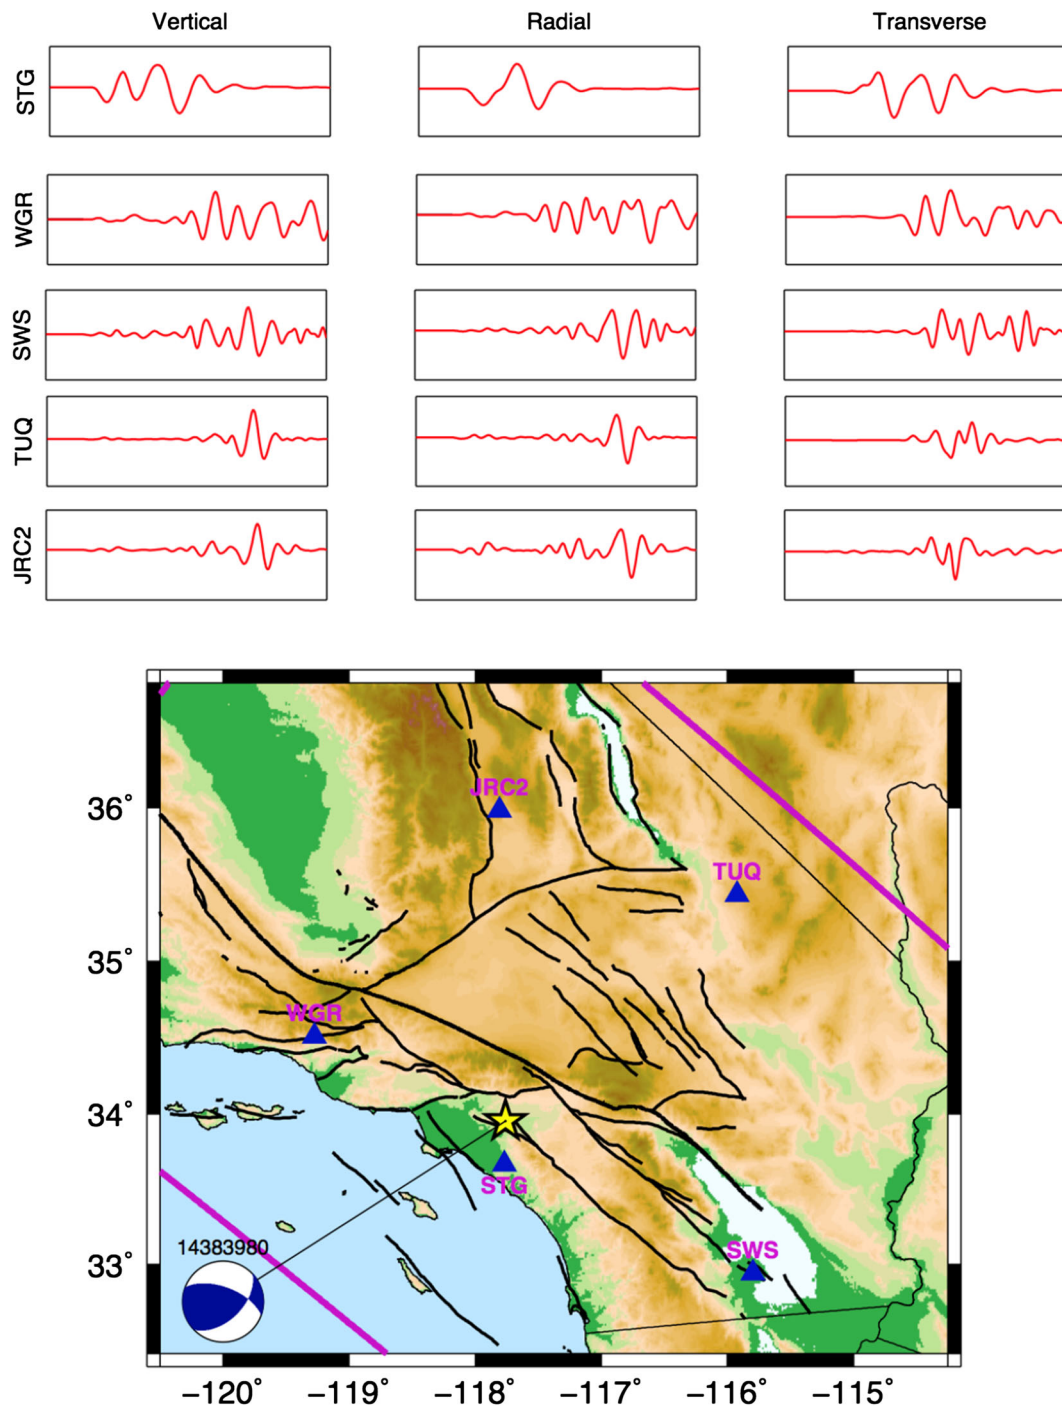 Vertical Radial Transverse
STG
WGR
SWS
TUQ
JRC2
JRC2
36°
TUQ
35°
WGR
34°
STG
SWS
33°
14383980
−120° −119° −118° −117° −116° −115°